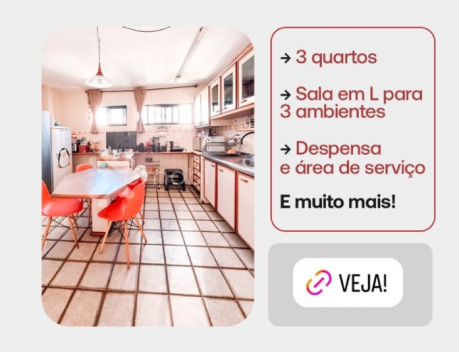 → 3 quartos
→ Sala em L para
3 ambientes
→ Despensa
e área de serviço
E muito mais!
VEJA!